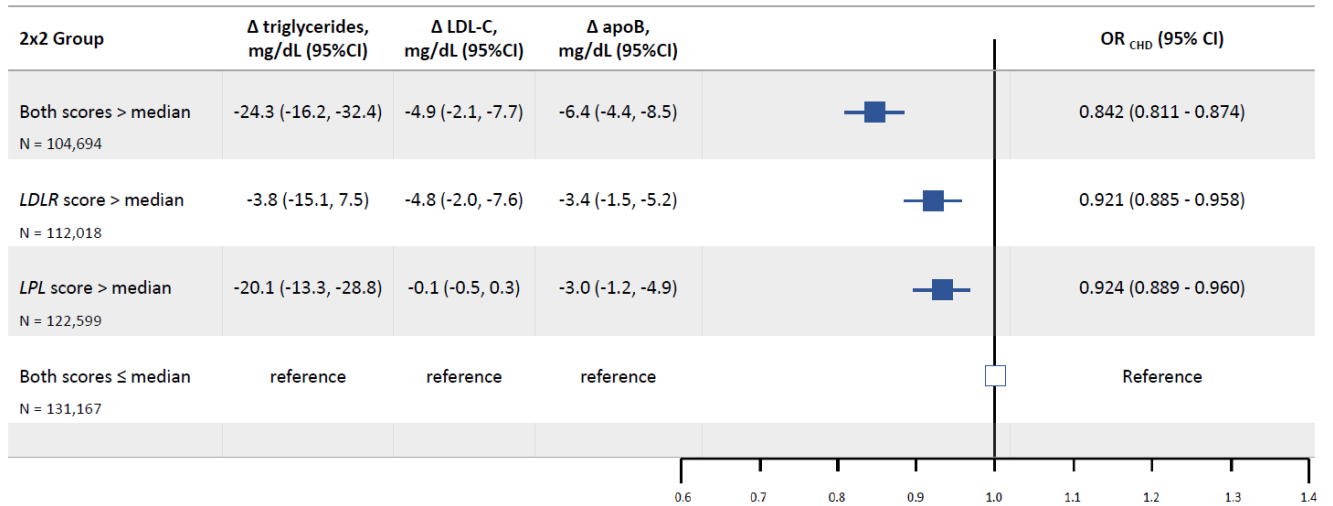 2x2 Group
Δ triglycerides,
mg/dL (95%CI)
Δ LDL-C,
mg/dL (95%CI)
Δ apoB,
mg/dL (95%CI)
OR CHD (95% CI)
Both scores > median
N = 104,694
-24.3 (-16.2, -32.4)
-4.9 (-2.1, -7.7)
-6.4 (-4.4, -8.5)
0.842 (0.811 - 0.874)
LDLR score > median
N = 112,018
-3.8 (-15.1, 7.5)
-4.8 (-2.0, -7.6)
-3.4 (-1.5, -5.2)
0.921 (0.885 - 0.958)
LPL score > median
N = 122,599
-20.1 (-13.3, -28.8)
-0.1 (-0.5, 0.3)
-3.0 (-1.2, -4.9)
0.924 (0.889 - 0.960)
Both scores ≤ median
N = 131,167
reference
reference
reference
Reference
0.6 0.7 0.8 0.9 1.0 1.1 1.2 1.3 1.4